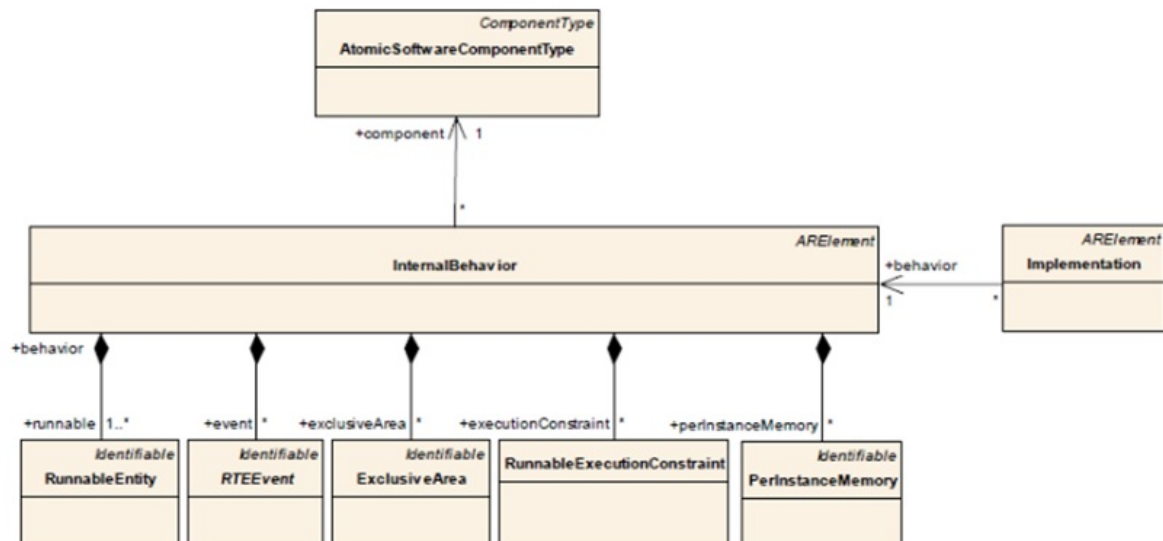 ComponentType
AtomicSoftwareComponentType
+component 1
*
ARElement
InternalBehavior
ARElement
Implementation
+behavior
1 *
+behavior
+runnable 1..* +event * +exclusiveArea * +executionConstraint * +perInstanceMemory *
Identifiable
RunnableEntity
Identifiable
RTEEvent
Identifiable
ExclusiveArea
RunnableExecutionConstraint
Identifiable
PerInstanceMemory